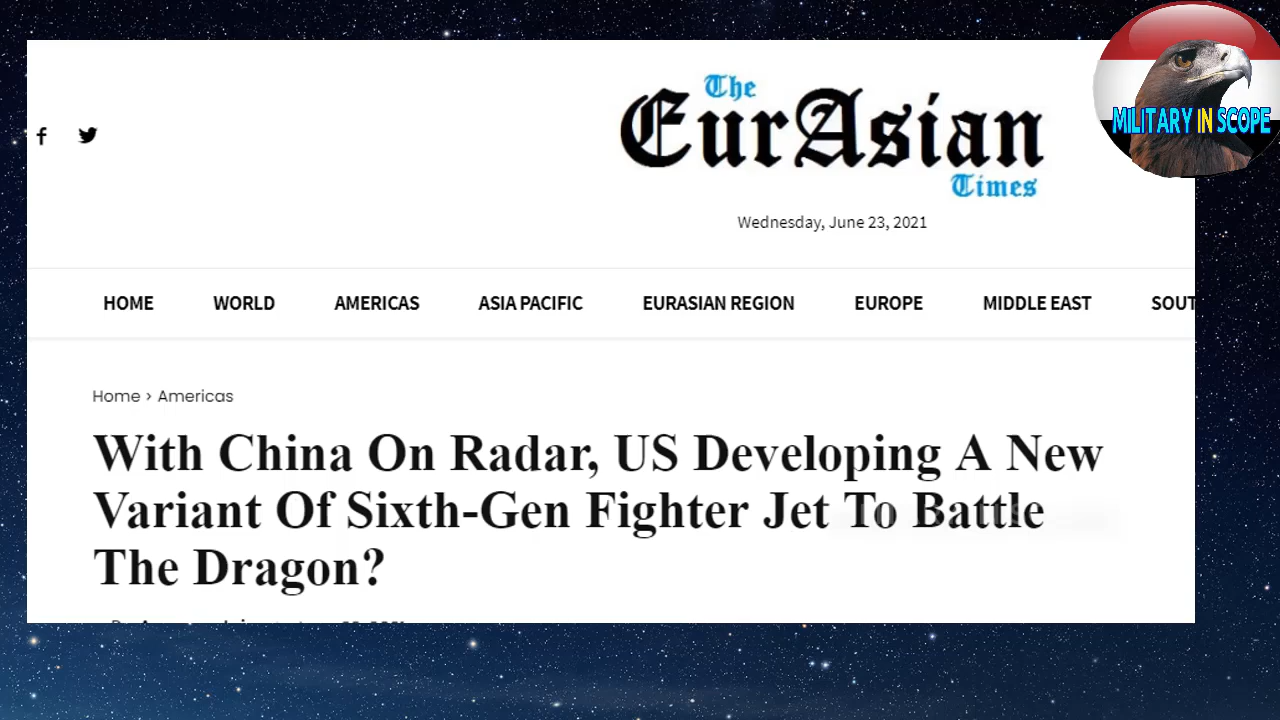 MILITARY IN SCOPE
The
EurAsian
Times
Wednesday, June 23, 2021
HOME WORLD AMERICAS ASIA PACIFIC EURASIAN REGION EUROPE MIDDLE EAST SOUT
Home › Americas
With China On Radar, US Developing A New
Variant Of Sixth-Gen Fighter Jet To Battle
The Dragon?